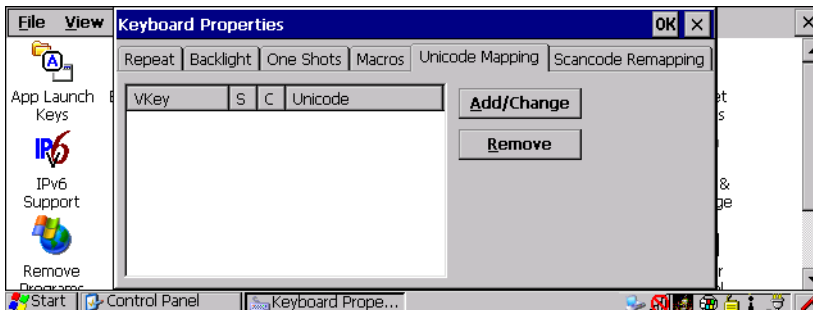 File View
Keyboard Properties
OK
Repeat
Backlight
One Shots
Macros
Unicode Mapping
Scancode Remapping
VKey S C Unicode
Add/Change
Remove
App Launch
Keys
IPv6
Support
Remove
Programs
&
Start
Control Panel
Keyboard Prope...